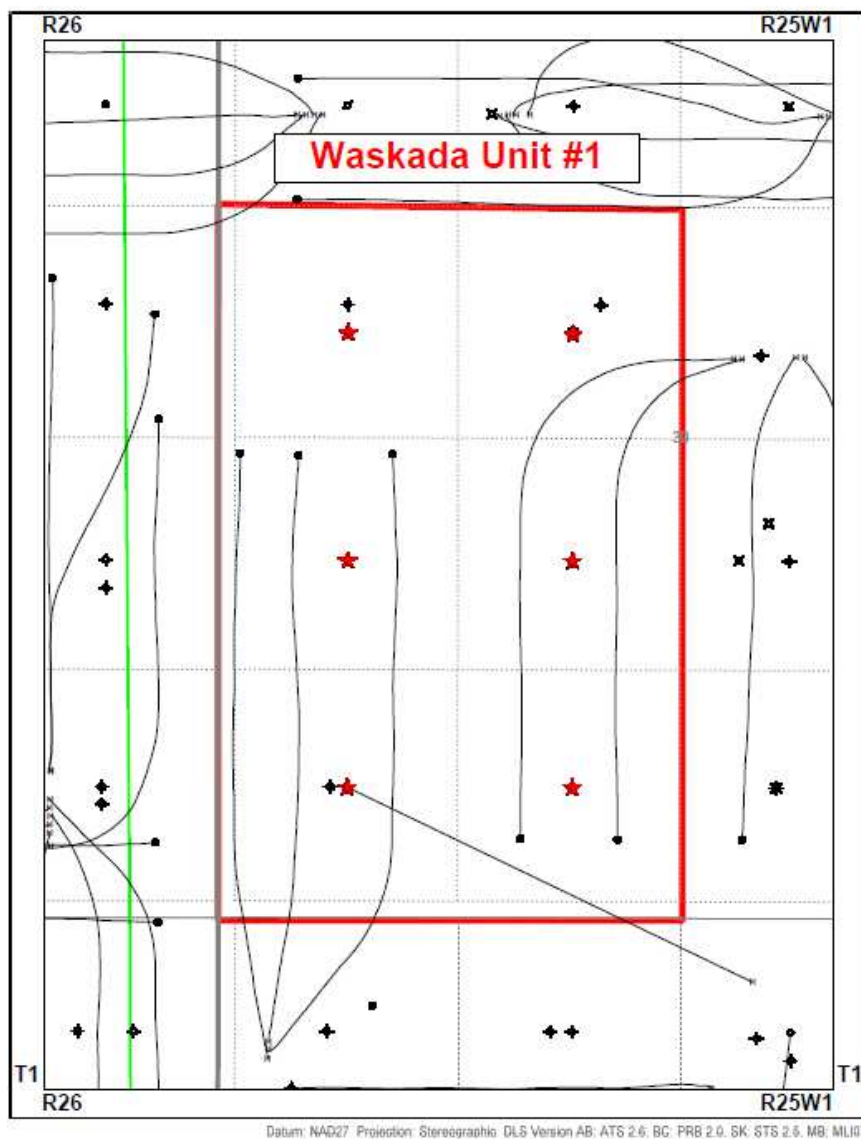 R26 R25W1
Waskada Unit #1
T1 T1
R26 R25W1
Datum: NAD27 Projection: Stereographic DLS Version AB: ATS 2.6, BC: PRB 2.0, SK: STS 2.5, MB: MLI